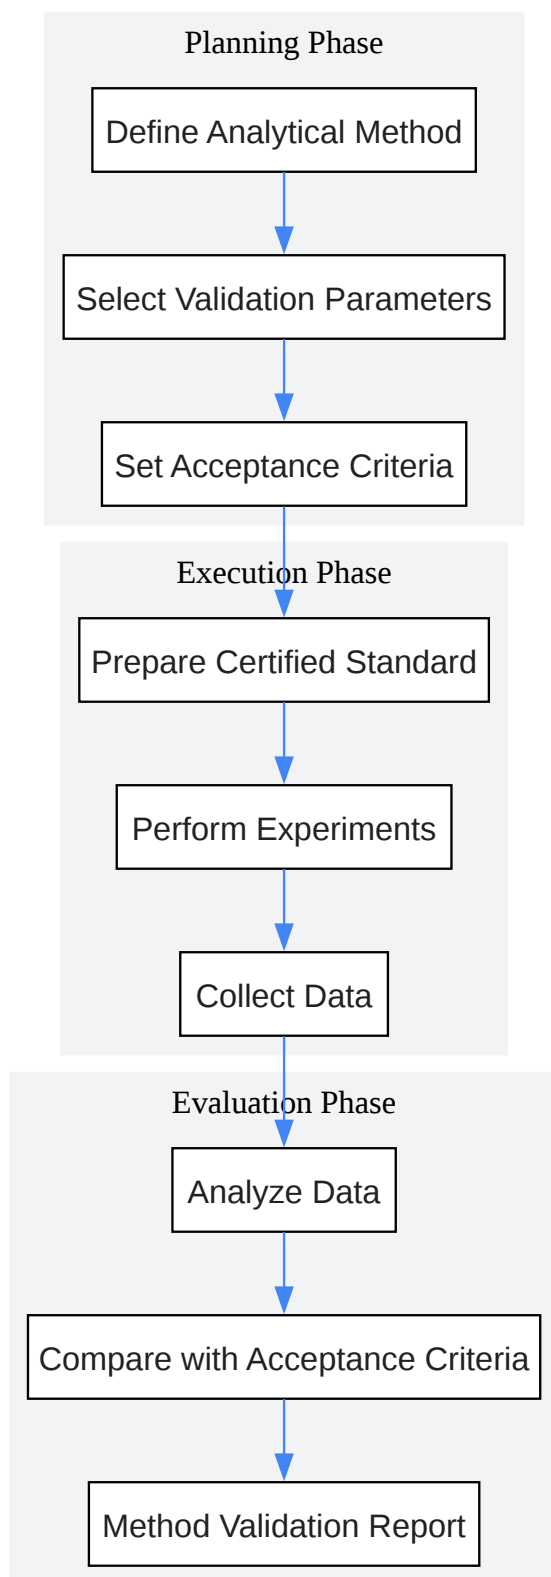 Planning Phase
Define Analytical Method
Select Validation Parameters
Set Acceptance Criteria
Execution Phase
Prepare Certified Standard
Perform Experiments
Collect Data
Evaluation Phase
Analyze Data
Compare with Acceptance Criteria
Method Validation Report